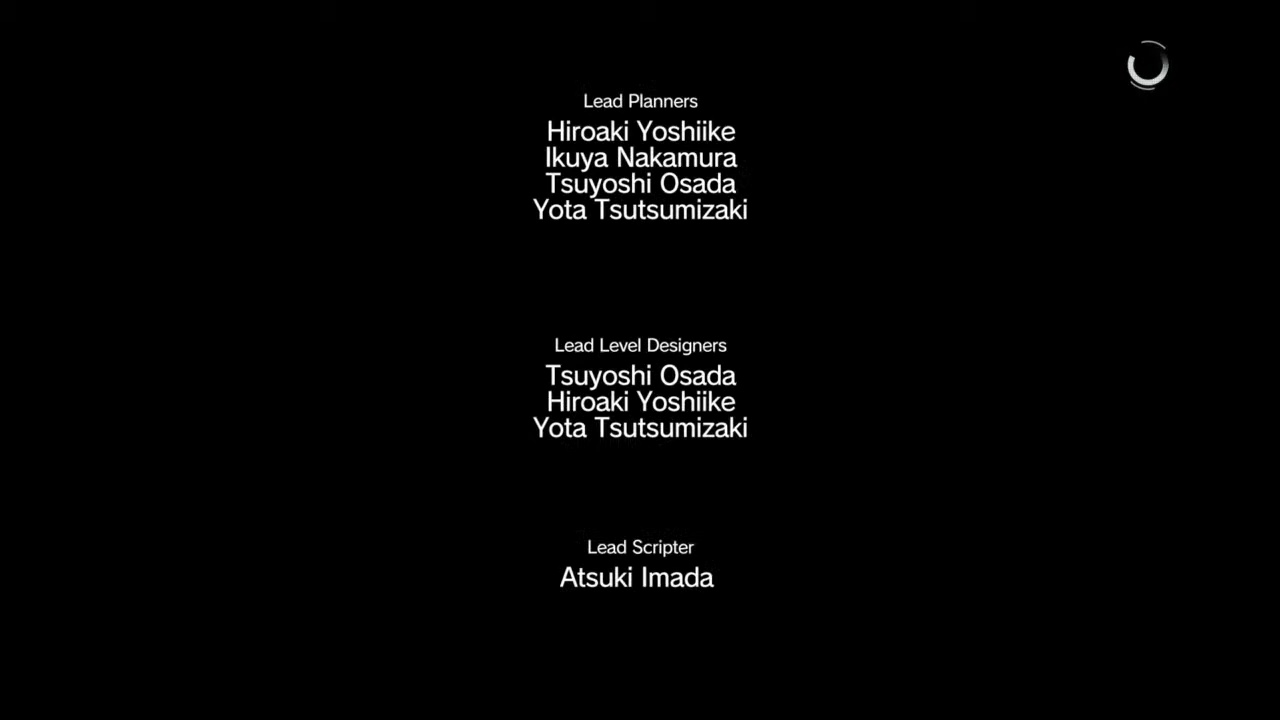 Lead Planners
Hiroaki Yoshiike
Ikuya Nakamura
Tsuyoshi Osada
Yota Tsutsumizaki
Lead Level Designers
Tsuyoshi Osada
Hiroaki Yoshiike
Yota Tsutsumizaki
Lead Scripter
Atsuki Imada